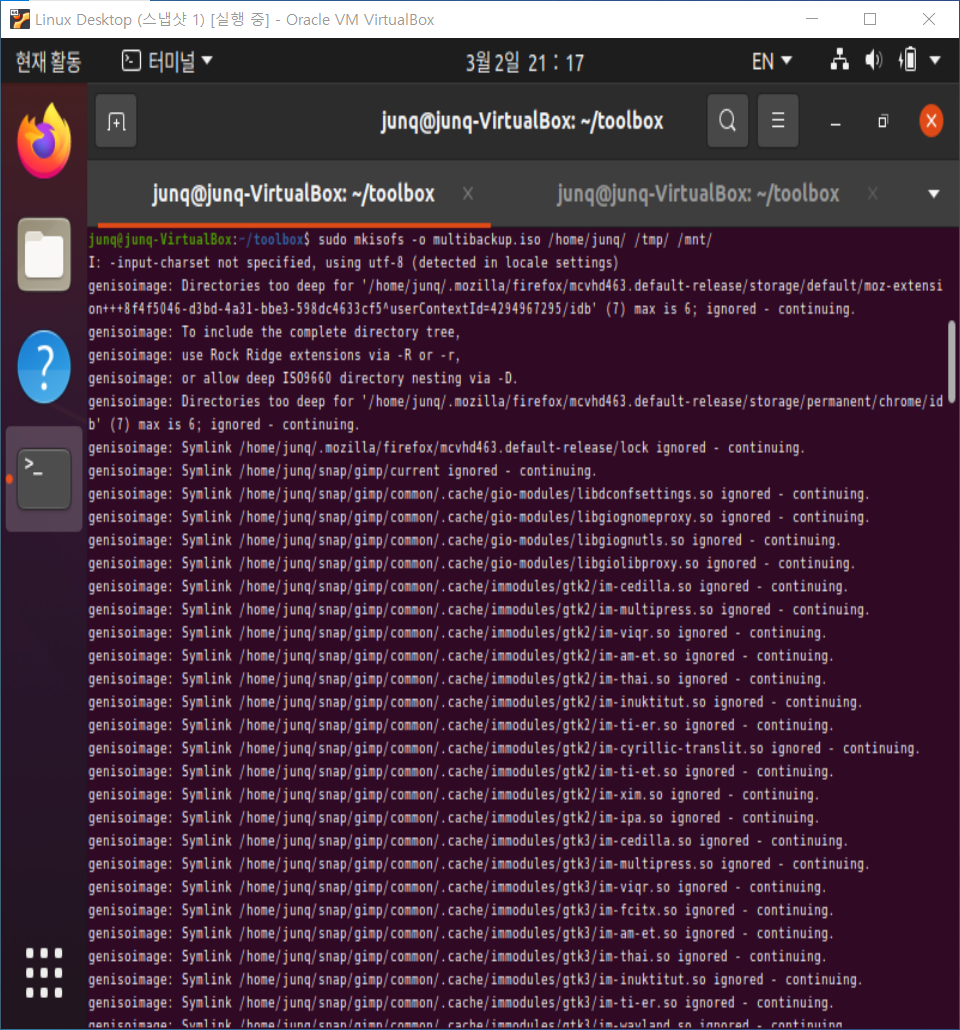 Linux Desktop (스냅샷 1) [실행 중] - Oracle VM VirtualBox
현재 활동 터미널 3월 2일 21 : 17 EN
junq@junq-VirtualBox: ~/toolbox
junq@junq-VirtualBox: ~/toolbox junq@junq-VirtualBox: ~/toolbox
junq@junq-VirtualBox:~/toolbox$ sudo mkisofs -o multibackup.iso /home/junq/ /tmp/ /mnt/
I: -input-charset not specified, using utf-8 (detected in locale settings)
genisoimage: Directories too deep for '/home/junq/.mozilla/firefox/mcvhd463.default-release/storage/default/moz-extensi
on+++8f4f5046-d3bd-4a31-bbe3-598dc4633cf5^userContextId=4294967295/idb' (7) max is 6; ignored - continuing.
genisoimage: To include the complete directory tree,
genisoimage: use Rock Ridge extensions via -R or -r,
genisoimage: or allow deep ISO9660 directory nesting via -D.
genisoimage: Directories too deep for '/home/junq/.mozilla/firefox/mcvhd463.default-release/storage/permanent/chrome/id
b' (7) max is 6; ignored - continuing.
genisoimage: Symlink /home/junq/.mozilla/firefox/mcvhd463.default-release/lock ignored - continuing.
genisoimage: Symlink /home/junq/snap/gimp/current ignored - continuing.
genisoimage: Symlink /home/junq/snap/gimp/common/.cache/gio-modules/libdconfsettings.so ignored - continuing.
genisoimage: Symlink /home/junq/snap/gimp/common/.cache/gio-modules/libgiognomeproxy.so ignored - continuing.
genisoimage: Symlink /home/junq/snap/gimp/common/.cache/gio-modules/libgiognutls.so ignored - continuing.
genisoimage: Symlink /home/junq/snap/gimp/common/.cache/gio-modules/libgiolibproxy.so ignored - continuing.
genisoimage: Symlink /home/junq/snap/gimp/common/.cache/immodules/gtk2/im-cedilla.so ignored - continuing.
genisoimage: Symlink /home/junq/snap/gimp/common/.cache/immodules/gtk2/im-multipress.so ignored - continuing.
genisoimage: Symlink /home/junq/snap/gimp/common/.cache/immodules/gtk2/im-viqr.so ignored - continuing.
genisoimage: Symlink /home/junq/snap/gimp/common/.cache/immodules/gtk2/im-am-et.so ignored - continuing.
genisoimage: Symlink /home/junq/snap/gimp/common/.cache/immodules/gtk2/im-thai.so ignored - continuing.
genisoimage: Symlink /home/junq/snap/gimp/common/.cache/immodules/gtk2/im-inuktitut.so ignored - continuing.
genisoimage: Symlink /home/junq/snap/gimp/common/.cache/immodules/gtk2/im-ti-er.so ignored - continuing.
genisoimage: Symlink /home/junq/snap/gimp/common/.cache/immodules/gtk2/im-cyrillic-translit.so ignored - continuing.
genisoimage: Symlink /home/junq/snap/gimp/common/.cache/immodules/gtk2/im-ti-et.so ignored - continuing.
genisoimage: Symlink /home/junq/snap/gimp/common/.cache/immodules/gtk2/im-xim.so ignored - continuing.
genisoimage: Symlink /home/junq/snap/gimp/common/.cache/immodules/gtk2/im-ipa.so ignored - continuing.
genisoimage: Symlink /home/junq/snap/gimp/common/.cache/immodules/gtk3/im-cedilla.so ignored - continuing.
genisoimage: Symlink /home/junq/snap/gimp/common/.cache/immodules/gtk3/im-multipress.so ignored - continuing.
genisoimage: Symlink /home/junq/snap/gimp/common/.cache/immodules/gtk3/im-viqr.so ignored - continuing.
genisoimage: Symlink /home/junq/snap/gimp/common/.cache/immodules/gtk3/im-fcitx.so ignored - continuing.
genisoimage: Symlink /home/junq/snap/gimp/common/.cache/immodules/gtk3/im-am-et.so ignored - continuing.
genisoimage: Symlink /home/junq/snap/gimp/common/.cache/immodules/gtk3/im-thai.so ignored - continuing.
genisoimage: Symlink /home/junq/snap/gimp/common/.cache/immodules/gtk3/im-inuktitut.so ignored - continuing.
genisoimage: Symlink /home/junq/snap/gimp/common/.cache/immodules/gtk3/im-ti-er.so ignored - continuing.
genisoimage: Symlink /home/junq/snap/gimp/common/.cache/immodules/gtk3/im-wayland.so ignored - continuing.